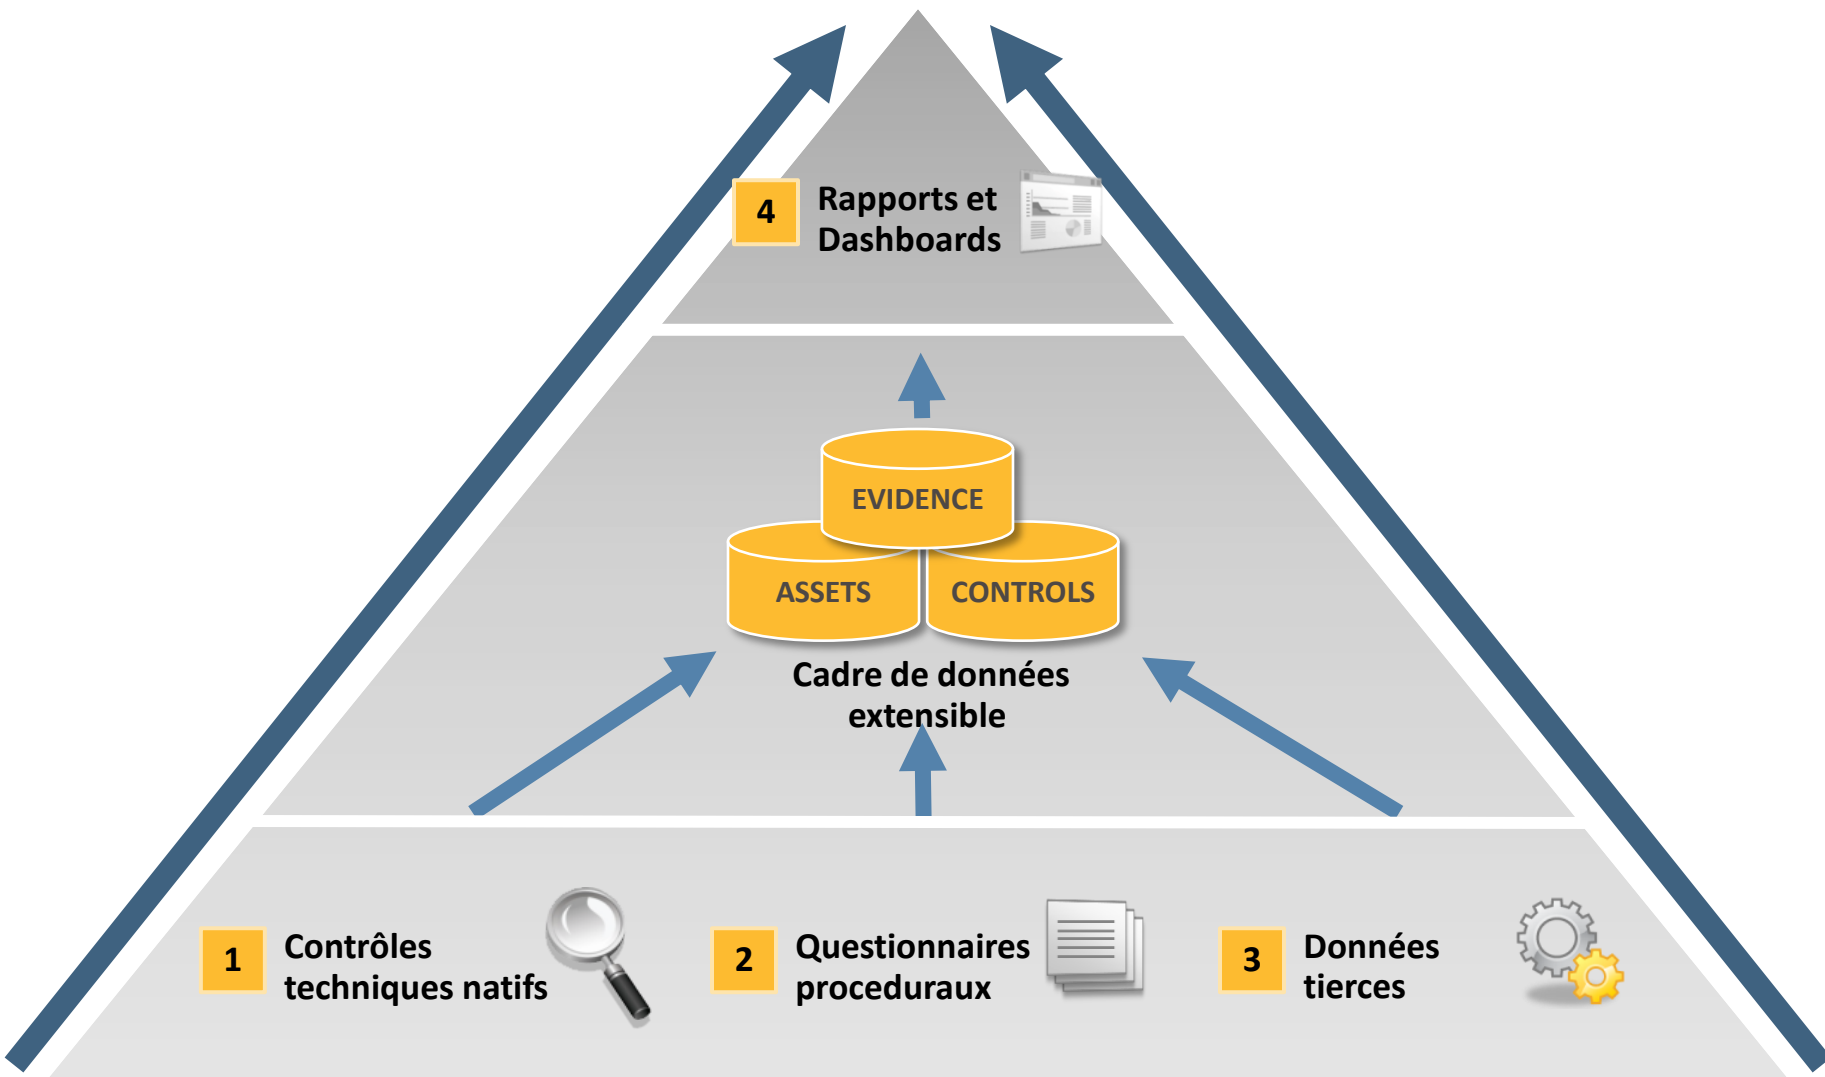 4
Rapports et
Dashboards
EVIDENCE
ASSETS
CONTROLS
Cadre de données
extensible
1
Contrôles
techniques natifs
2
Questionnaires
proceduraux
3
Données
tierces